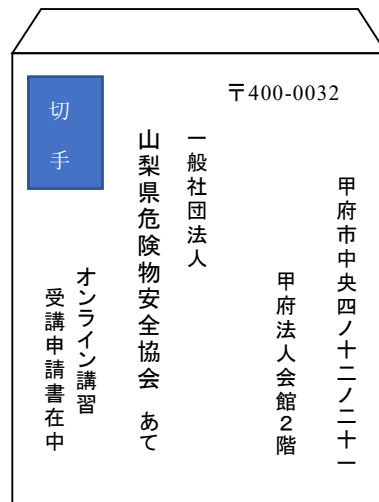 〒400-0032
甲府市中央四ノ十二ノ二十一
甲府法人会館2階
一般社団法人
山梨県危険物安全協会 あて
切手
オンライン講習
受講申請書在中